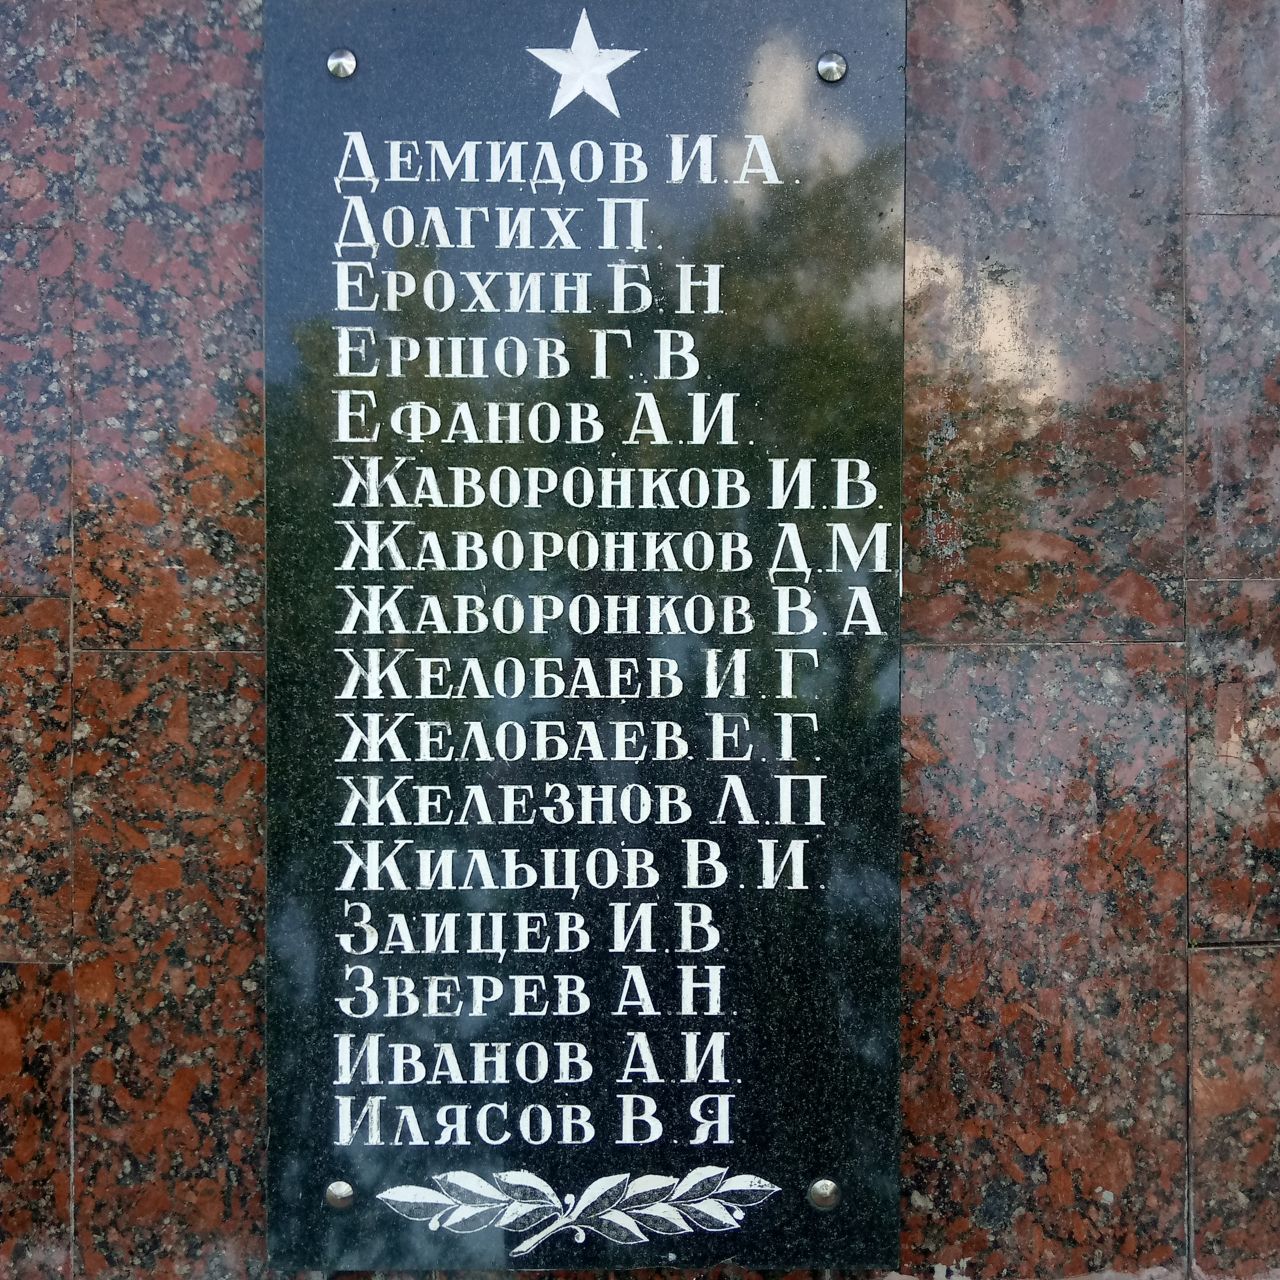 Демидов И.А.
Долгих П.
Ерохин Б.Н.
Ершов Г.В.
Ефанов А.И.
Жаворонков И.В.
Жаворонков Д.М.
Жаворонков В.А.
Желобаев И.Г.
Желобаев Е.Г.
Железнов Л.П.
Жильцов В.И.
Заицев И.В.
Зверев А.Н.
Иванов А.И.
Илясов В.Я.